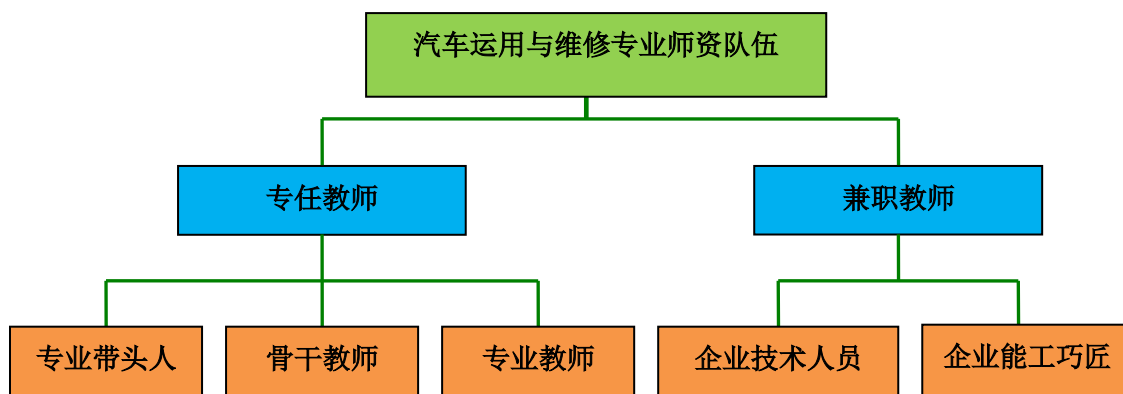 汽车运用与维修专业师资队伍
专任教师
兼职教师
专业带头人
骨干教师
专业教师
企业技术人员
企业能工巧匠